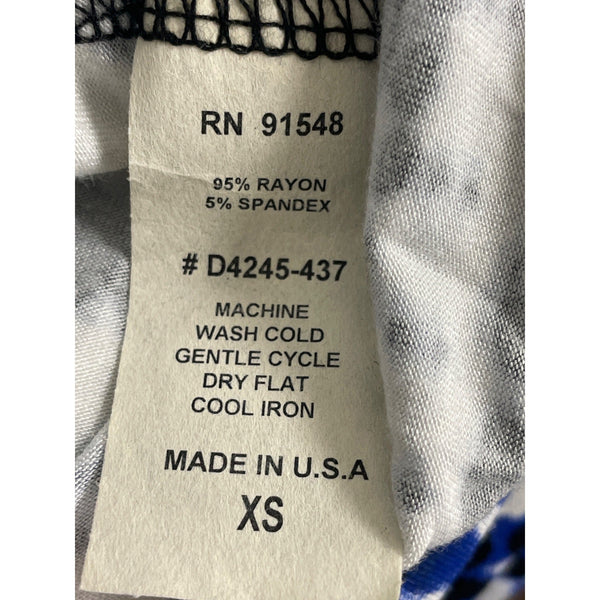 RN 91548
95% RAYON
5% SPANDEX
# D4245-437
MACHINE
WASH COLD
GENTLE CYCLE
DRY FLAT
COOL IRON
MADE IN U.S.A
XS